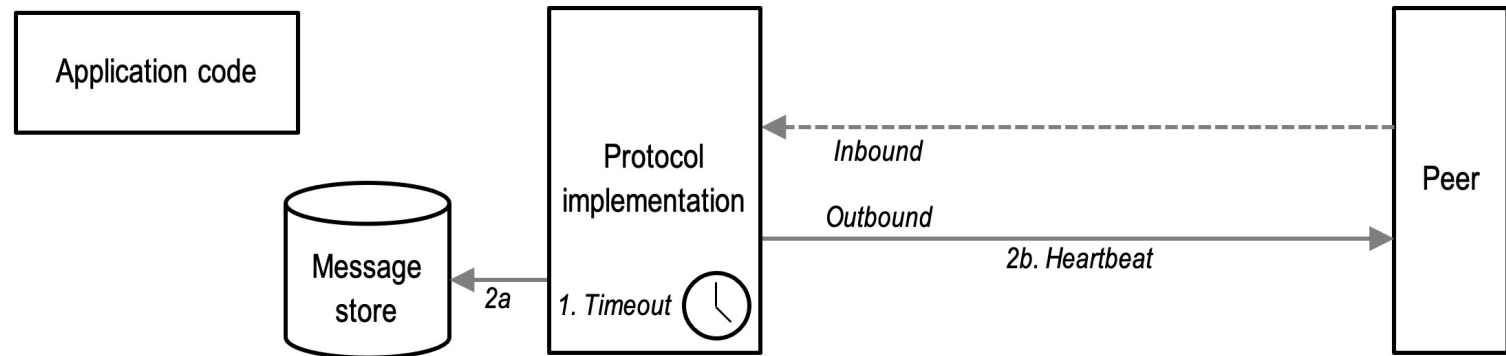 Application code
Protocol
implementation
Inbound
Outbound
2b. Heartbeat
Peer
Message
store
2a
1. Timeout